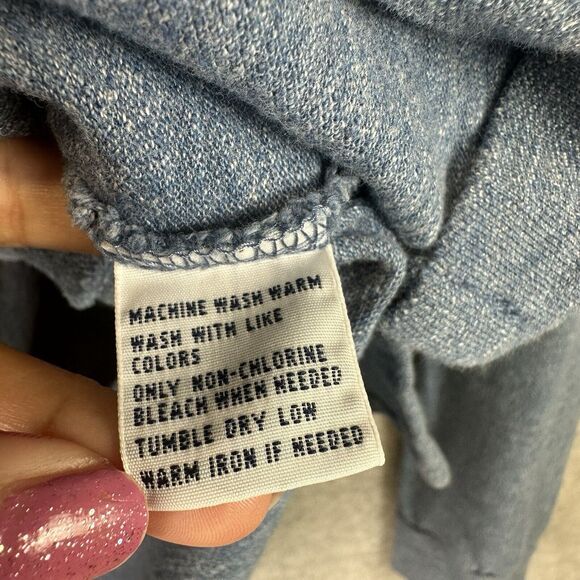 MACHINE WASH WARM
WASH WITH LIKE
COLORS
ONLY NON-CHLORINE
BLEACH WHEN NEEDED
TUMBLE DRY LOW
WARM IRON IF NEEDED